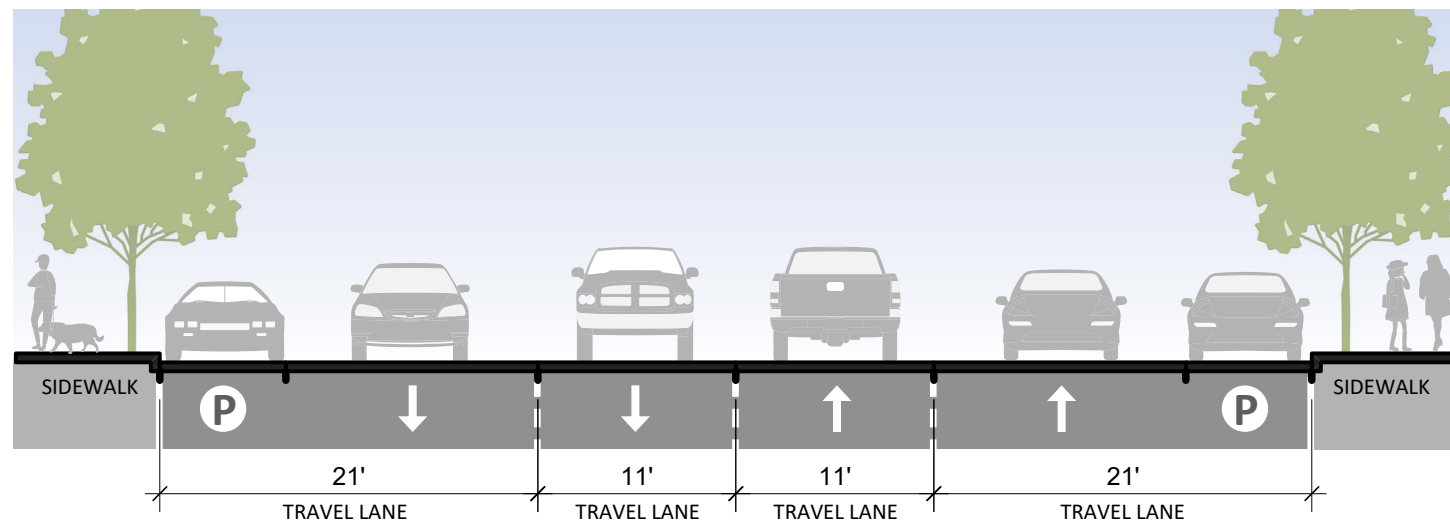 SIDEWALK
P
P
SIDEWALK
21'
11'
11'
21'
TRAVEL LANE
TRAVEL LANE
TRAVEL LANE
TRAVEL LANE